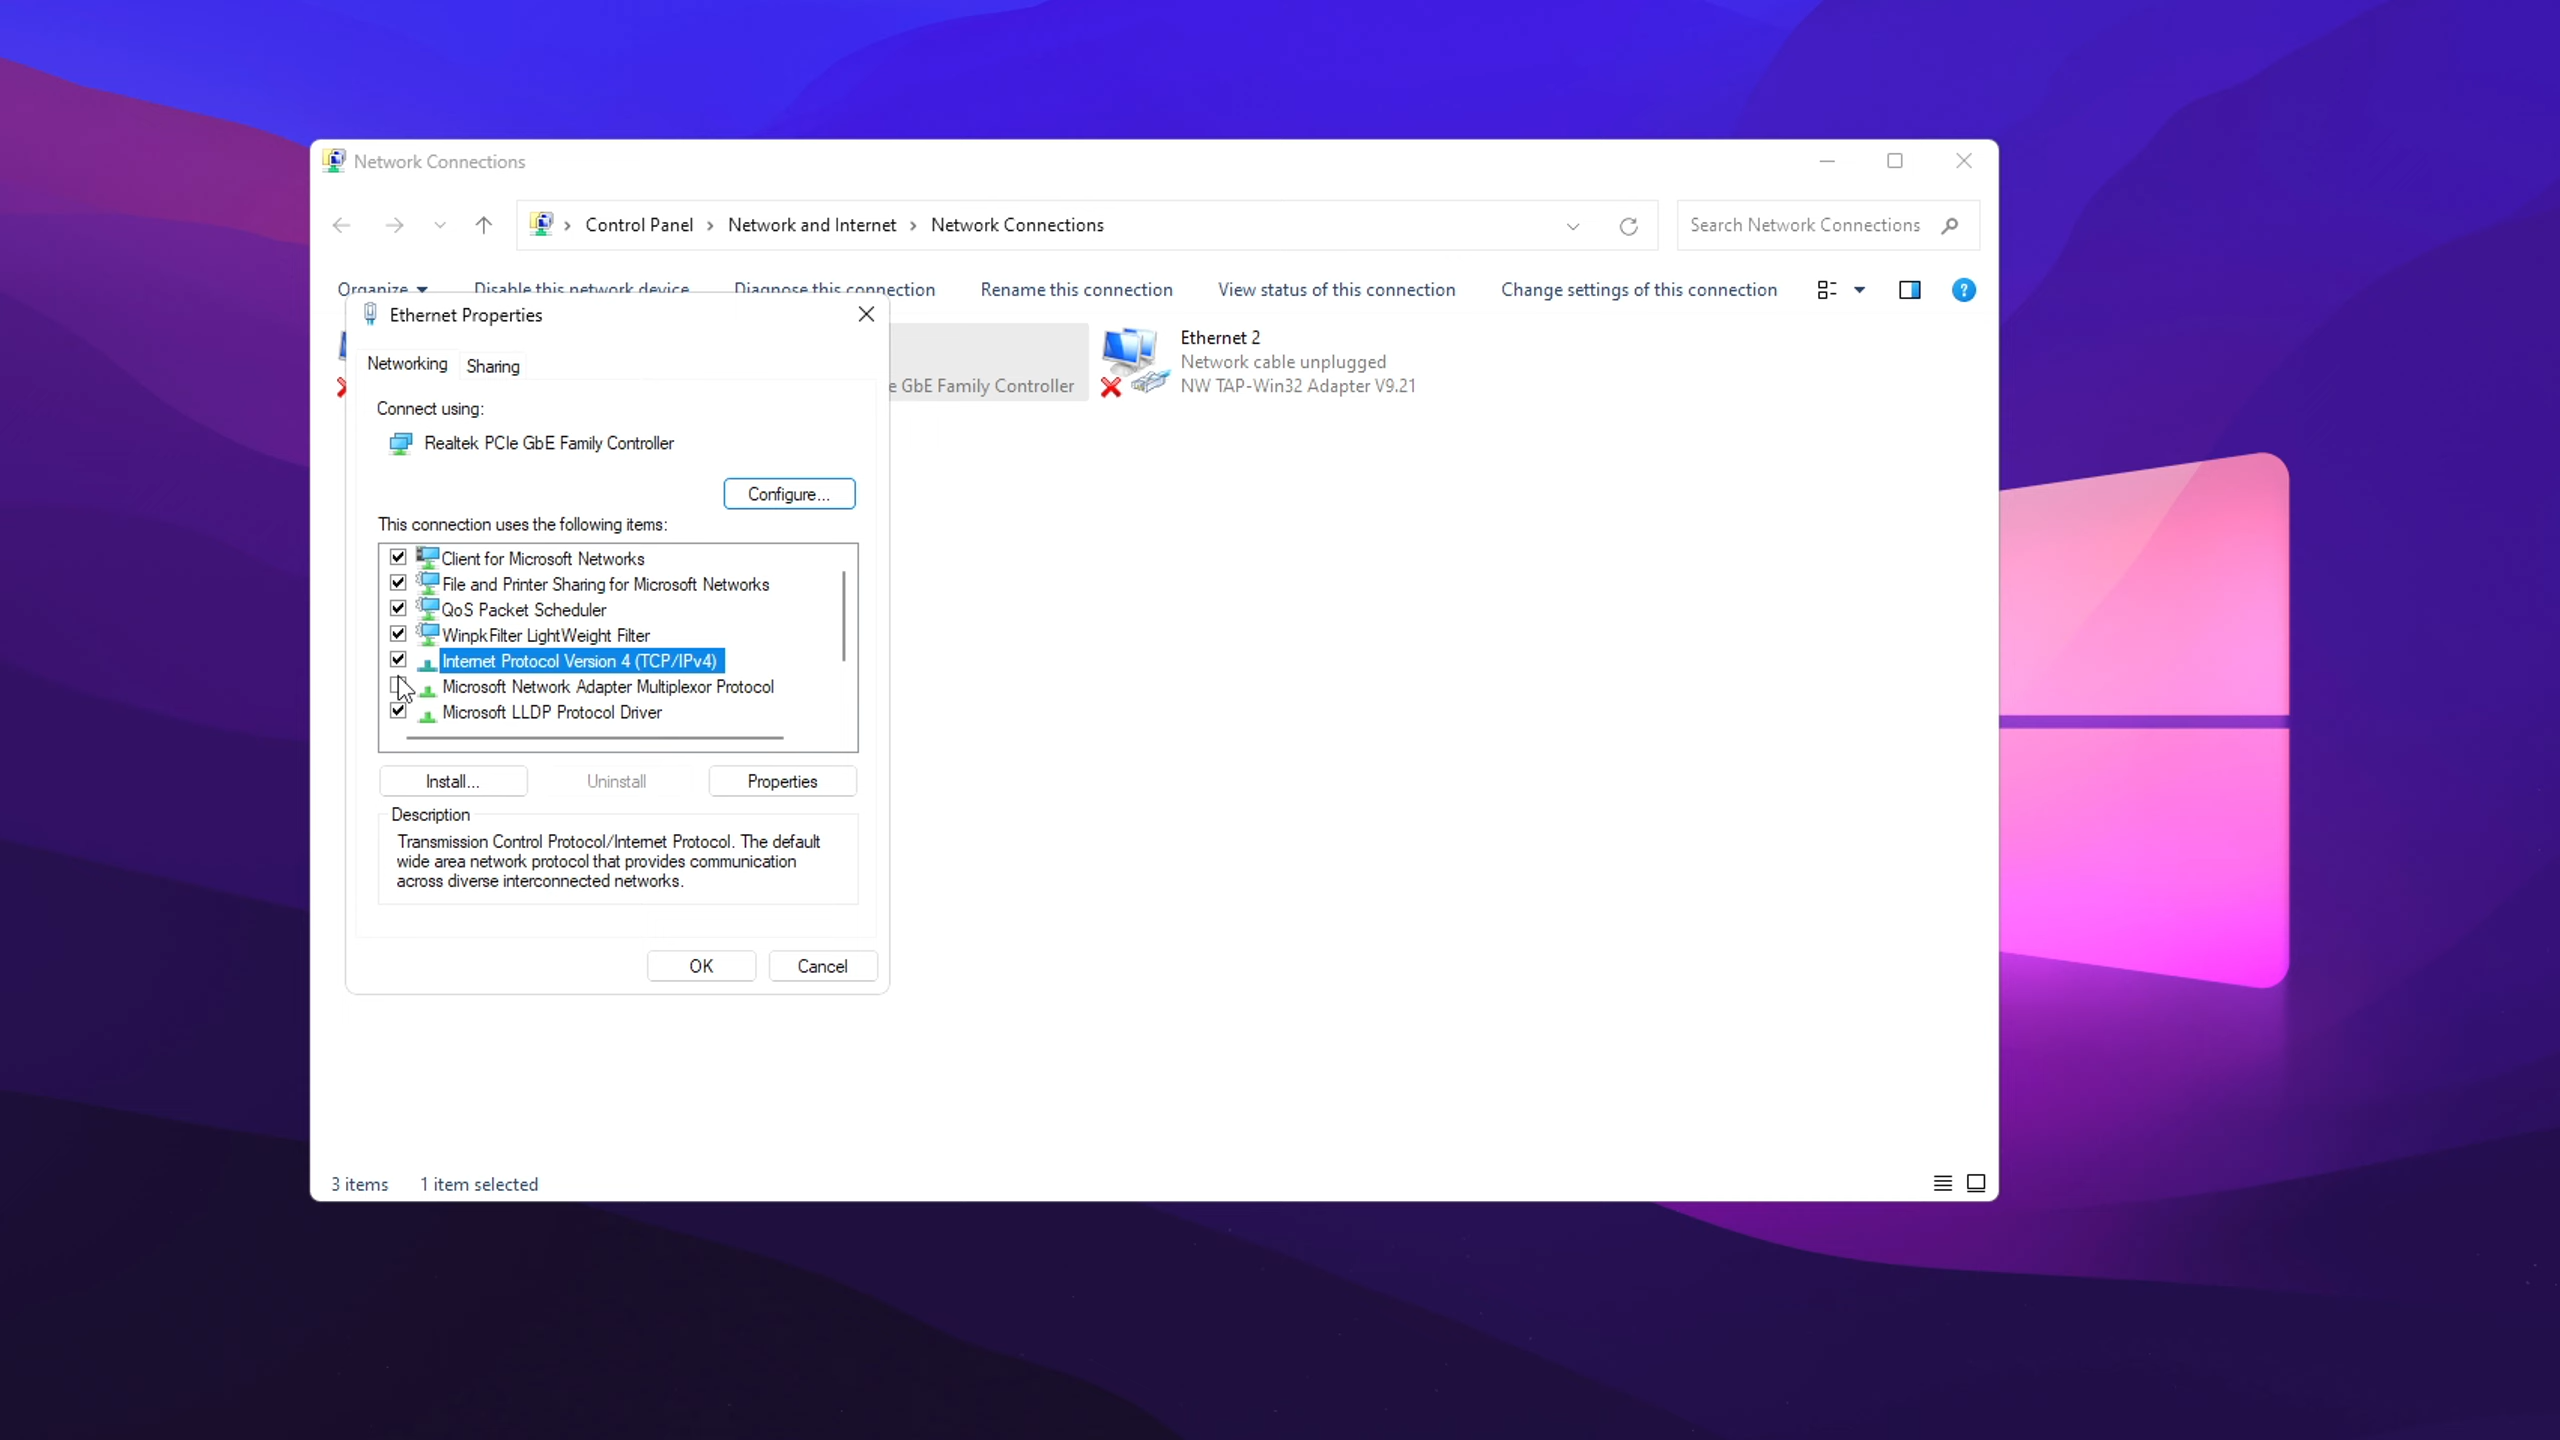 Network Connections
Control Panel
Network and Internet
Network Connections
Search Network Connections
Organize
Disable this network device
Diagnose this connection
Rename this connection
View status of this connection
Change settings of this connection
?
Ethernet Properties
Networking
Sharing
Connect using:
Realtek PCIe GbE Family Controller
Configure...
This connection uses the following items:
Client for Microsoft Networks
File and Printer Sharing for Microsoft Networks
QoS Packet Scheduler
WinpkFilter LightWeight Filter
Internet Protocol Version 4 (TCP/IPv4)
Microsoft Network Adapter Multiplexor Protocol
Microsoft LLDP Protocol Driver
Install...
Uninstall
Properties
Description
Transmission Control Protocol/Internet Protocol. The default
wide area network protocol that provides communication
across diverse interconnected networks.
OK
Cancel
e GbE Family Controller
Ethernet 2
Network cable unplugged
NW TAP-Win32 Adapter V9.21
3 items
1 item selected